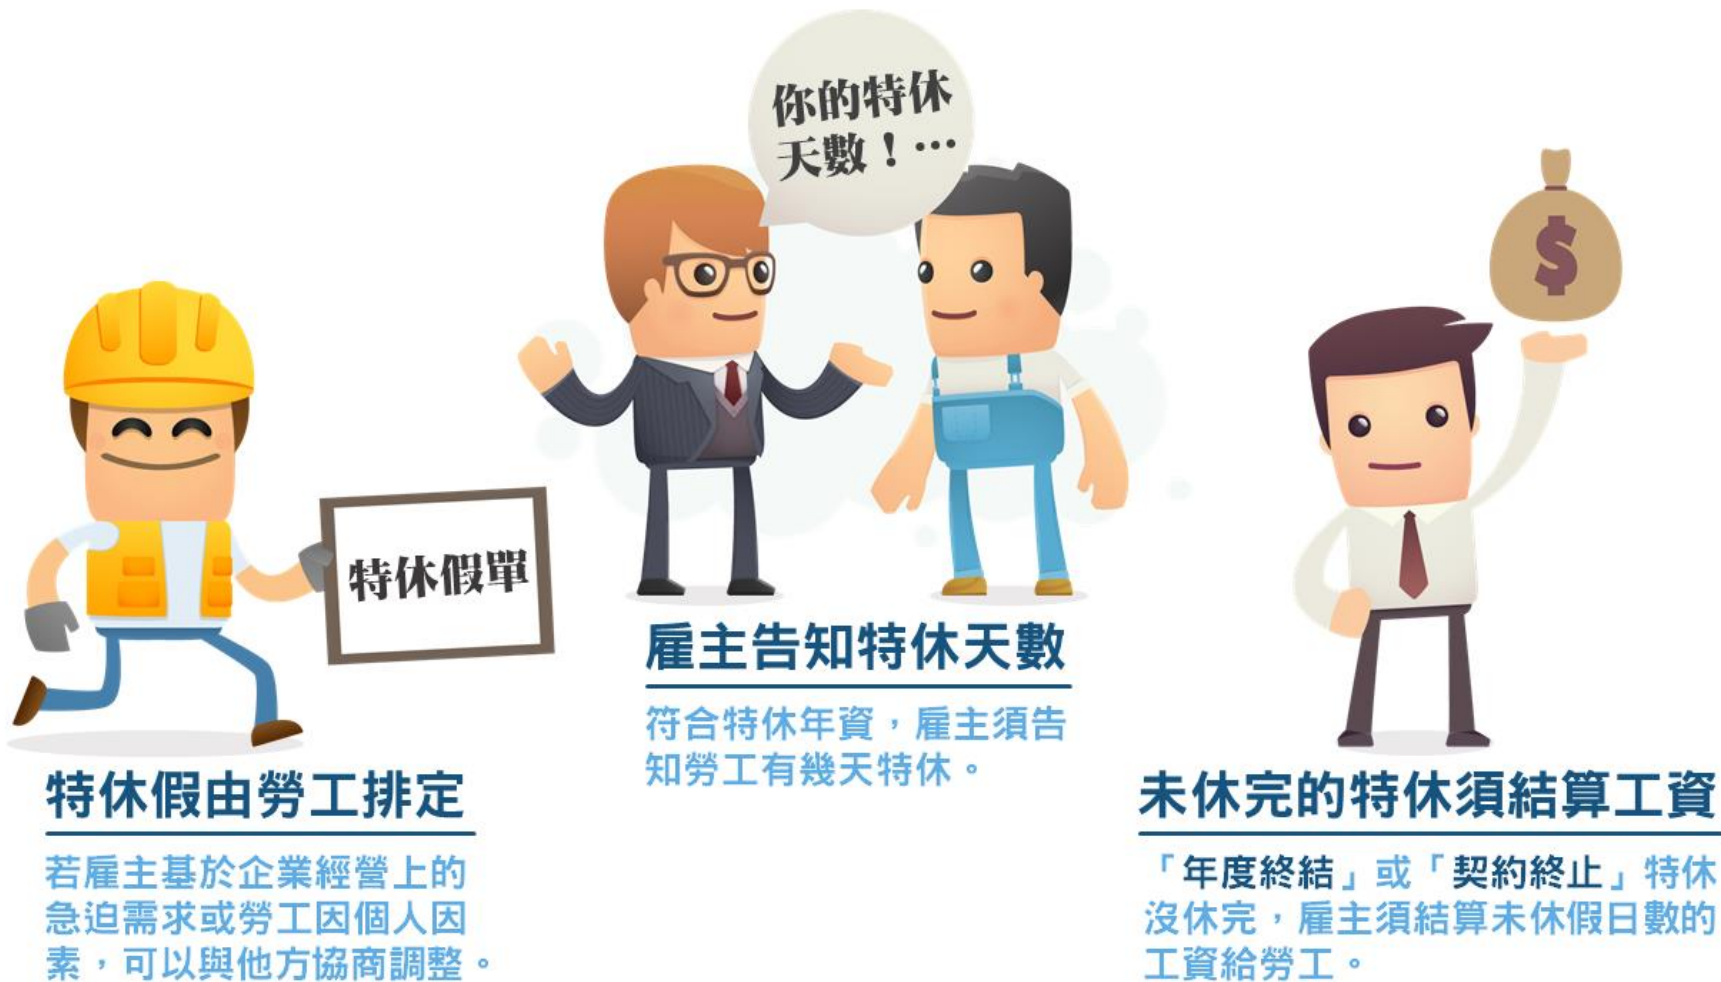 你的特休
天數！…
特休假單
$
特休假由勞工排定
若雇主基於企業經營上的
急迫需求或勞工因個人因
素，可以與他方協商調整。
雇主告知特休天數
符合特休年資，雇主須告
知勞工有幾天特休。
未休完的特休須結算工資
「年度終結」或「契約終止」特休
沒休完，雇主須結算未休假日數的
工資給勞工。